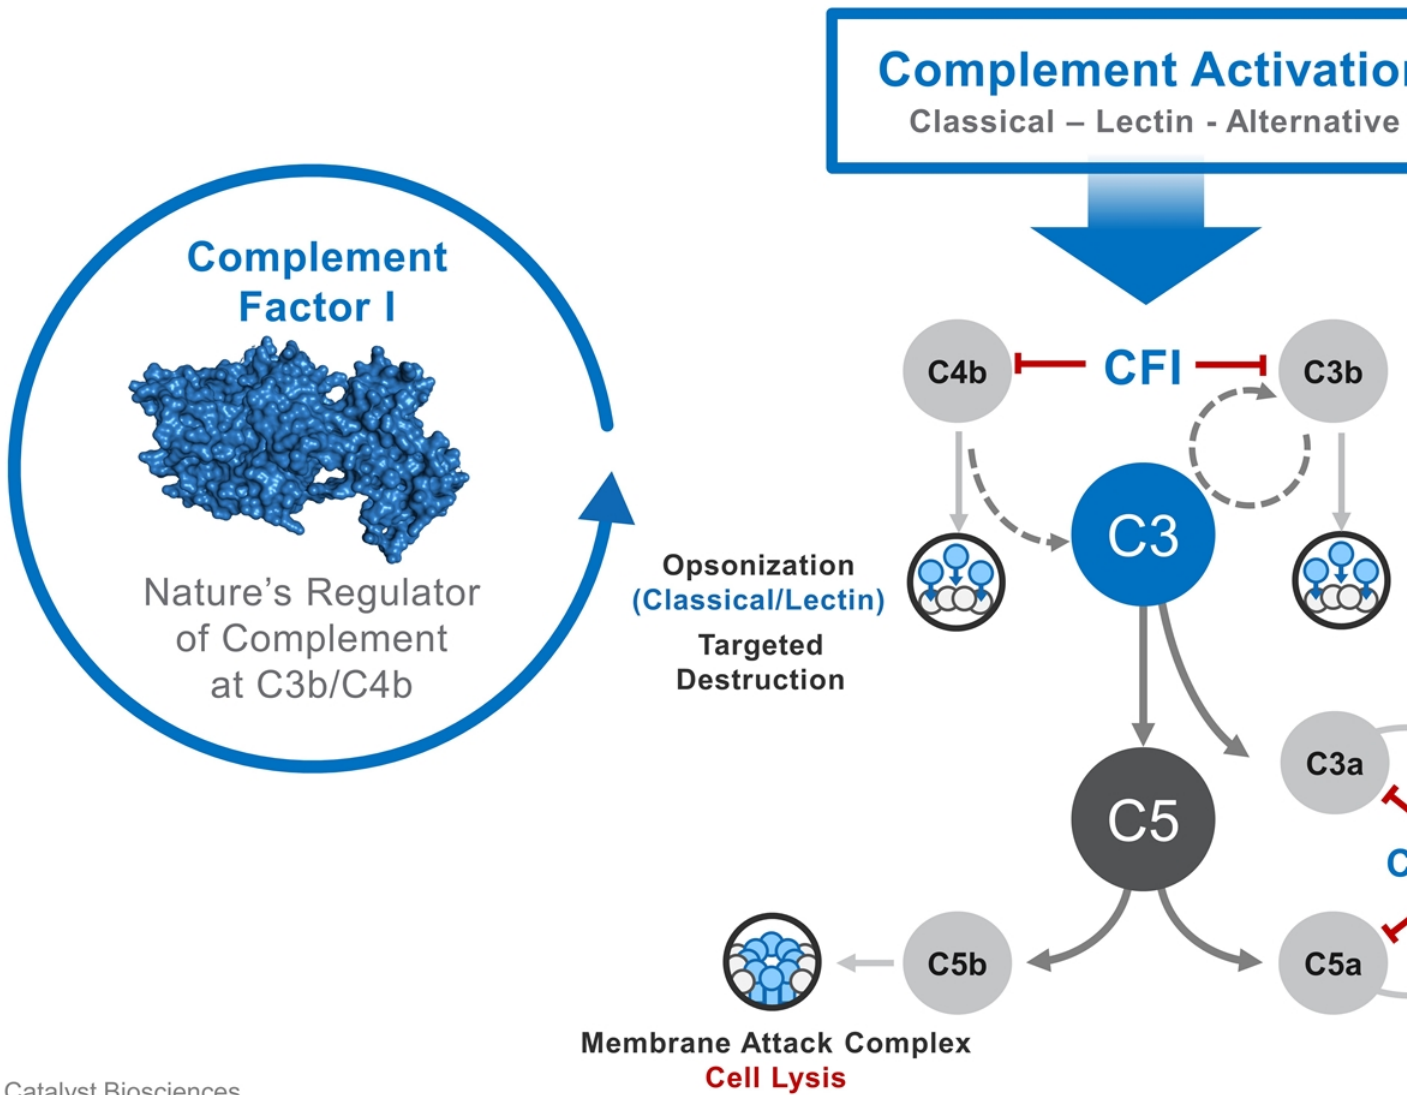 Complement Activation
Classical – Lectin - Alternative
Complement
Factor I
Nature’s Regulator
of Complement
at C3b/C4b
C4b
CFI
C3b
C3
Opsonization
(Classical/Lectin)
Targeted
Destruction
C3a
C5
C5b
C5a
Membrane Attack Complex
Cell Lysis
Catalyst Biosciences